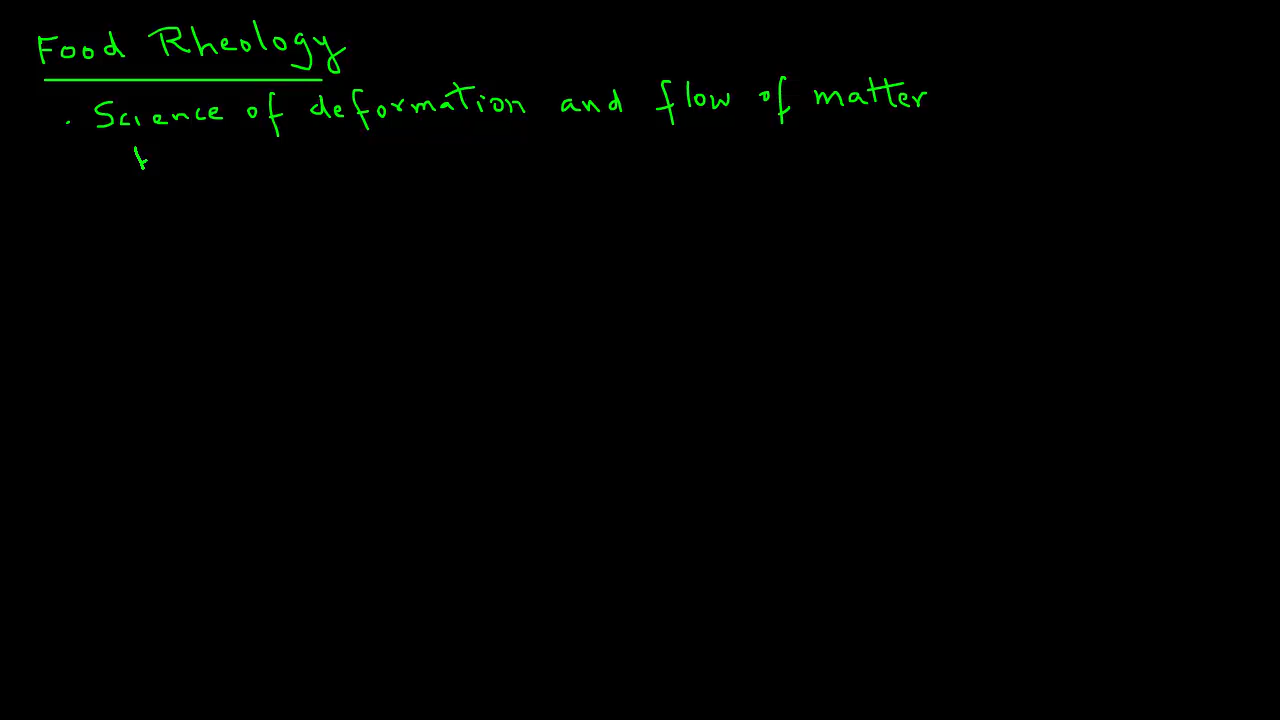 Food Rheology
. Science of deformation and flow of matter